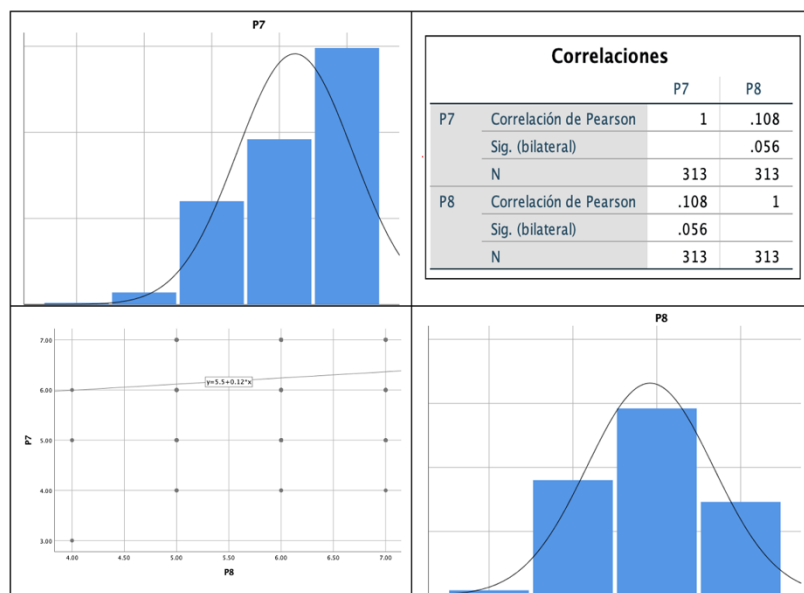 P7
Correlaciones
P7 P8
P7 Correlación de Pearson 1 .108
Sig. (bilateral) .056
N 313 313
P8 Correlación de Pearson .108 1
Sig. (bilateral) .056
N 313 313
7.00
6.00
5.00
4.00
3.00
P7
y=5.5+0.12*x
4.00 4.50 5.00 5.50 6.00 6.50 7.00
P8
P8